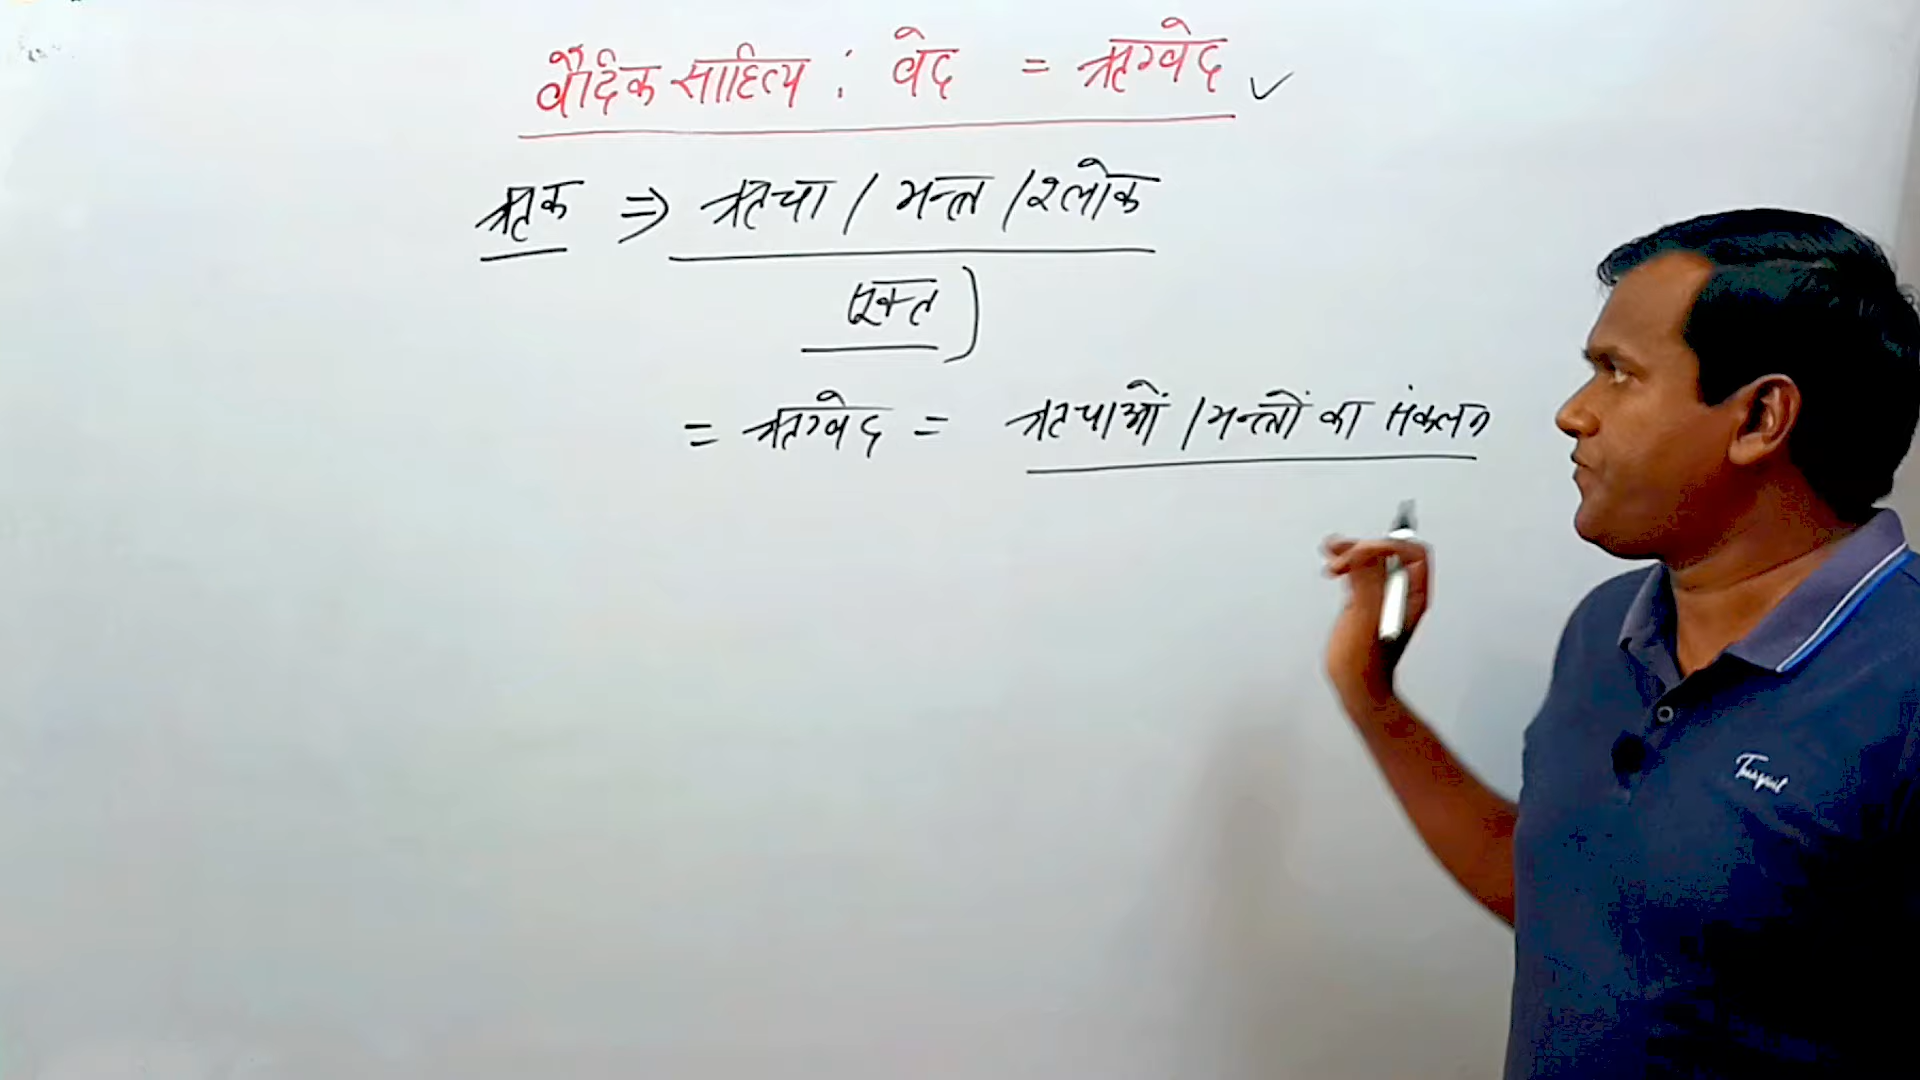 वैदिक साहित्य : वेद = ऋग्वेद ✓
ऋक ⇒ ऋचा / मन्त्र / श्लोक
सूक्त )
= ऋग्वेद = ऋचाओं / मन्त्रों का संकलन